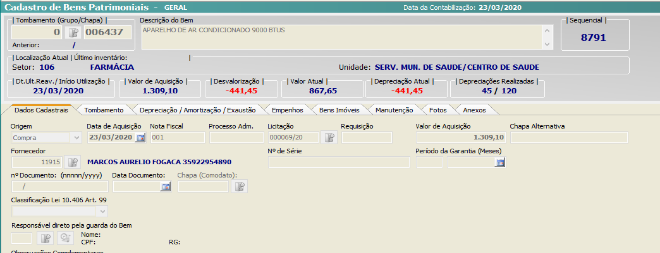 Cadastro de Bens Patrimoniais - GERAL Data da Contabilização: 23/03/2020
Tombamento (Grupo/Chapa) Descrição do Bem Sequencial
0 006437 APARELHO DE AR CONDICIONADO 9000 BTUS 8791
Anterior: /
Localização Atual | Último inventário:
Setor: 106 FARMÁCIA Unidade: SERV. MUN. DE SAUDE/CENTRO DE SAUDE
Dt.Ult.Reav./ Início Utilização Valor de Aquisição Desvalorização Valor Atual Depreciação Atual Depreciações Realizadas
23/03/2020 1.309,10 -441,45 867,65 -441,45 45 / 120
Dados Cadastrais Tombamento Depreciação / Amortização / Exaustão Empenhos Bens Imóveis Manutenção Fotos Anexos
Origem Data de Aquisição Nota Fiscal Processo Adm. Licitação Requisição Valor de Aquisição Chapa Alternativa
Compra 23/03/2020 001 000069/20 1.309,10
Fornecedor Nº de Série Período da Garantia (Meses)
11915 MARCOS AURELIO FOGACA 35922954890
nº Documento: (nnnnn/yyyy) Data Documento: Chapa (Comodato):
/
Classificação Lei 10.406 Art. 99
Responsável direto pela guarda do Bem
Nome:
CPF: RG:
Observações Complementares